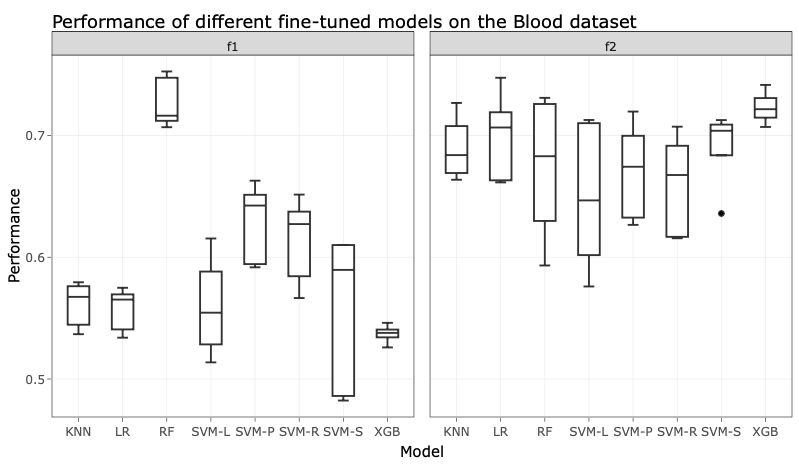 Performance of different fine-tuned models on the Blood dataset
f1 f2
0.7
0.6
0.5
Performance
KNN LR RF SVM-L SVM-P SVM-R SVM-S XGB KNN LR RF SVM-L SVM-P SVM-R SVM-S XGB
Model